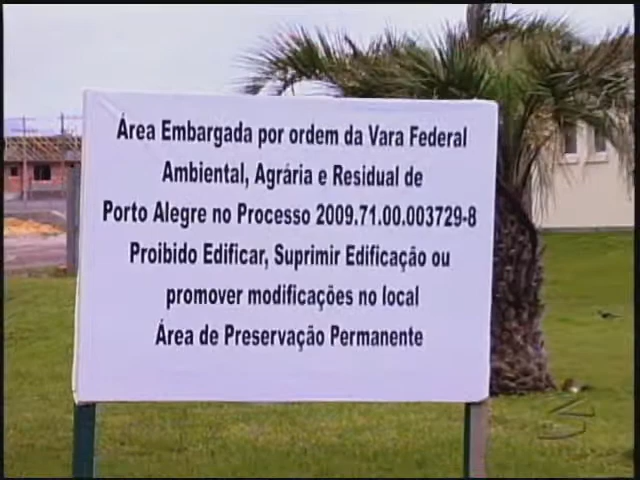 Área Embargada por ordem da Vara Federal
Ambiental, Agrária e Residual de
Porto Alegre no Processo 2009.71.00.003729-8
Proibido Edificar, Suprimir Edificação ou
promover modificações no local
Área de Preservação Permanente